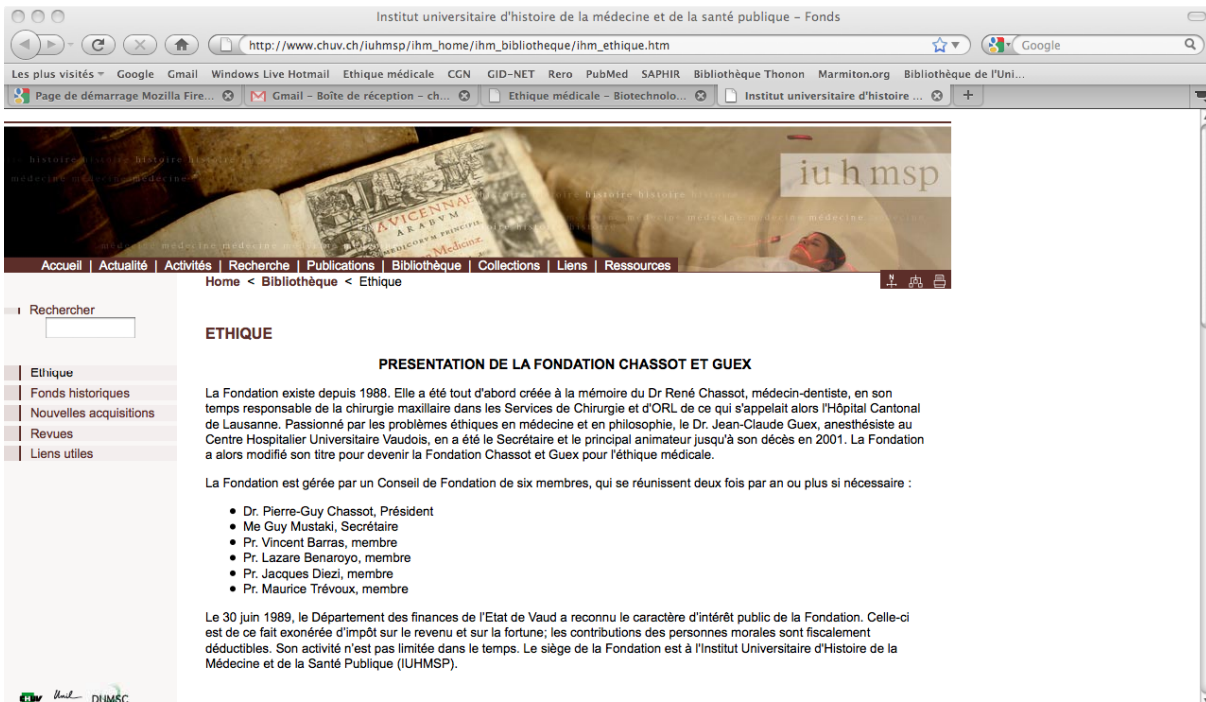 Institut universitaire d'histoire de la médecine et de la santé publique – Fonds
http://www.chuv.ch/iuhmsp/ihm_home/ihm_bibliotheque/ihm_ethique.htm
Google
Les plus visités Google Gmail Windows Live Hotmail Ethique médicale CGN GID-NET Rero PubMed SAPHIR Bibliothèque Thonon Marmiton.org Bibliothèque de l'Uni...
Page de démarrage Mozilla Fire... Gmail – Boîte de réception – ch... Ethique médicale – Biotechnolo... Institut universitaire d'histoire ...
iu h msp
AVICENNAE
ARABVM
MEDICORVM PRINCIPIS
Medicinæ
Accueil | Actualité | Activités | Recherche | Publications | Bibliothèque | Collections | Liens | Ressources
Home < Bibliothèque < Ethique
Rechercher
Ethique
Fonds historiques
Nouvelles acquisitions
Revues
Liens utiles
ETHIQUE
PRESENTATION DE LA FONDATION CHASSOT ET GUEX
La Fondation existe depuis 1988. Elle a été tout d'abord créée à la mémoire du Dr René Chassot, médecin-dentiste, en son
temps responsable de la chirurgie maxillaire dans les Services de Chirurgie et d'ORL de ce qui s'appelait alors l'Hôpital Cantonal
de Lausanne. Passionné par les problèmes éthiques en médecine et en philosophie, le Dr. Jean-Claude Guex, anesthésiste au
Centre Hospitalier Universitaire Vaudois, en a été le Secrétaire et le principal animateur jusqu'à son décès en 2001. La Fondation
a alors modifié son titre pour devenir la Fondation Chassot et Guex pour l'éthique médicale.
La Fondation est gérée par un Conseil de Fondation de six membres, qui se réunissent deux fois par an ou plus si nécessaire :
Dr. Pierre-Guy Chassot, Président
Me Guy Mustaki, Secrétaire
Pr. Vincent Barras, membre
Pr. Lazare Benaroyo, membre
Pr. Jacques Diezi, membre
Pr. Maurice Trévoux, membre
Le 30 juin 1989, le Département des finances de l'Etat de Vaud a reconnu le caractère d'intérêt public de la Fondation. Celle-ci
est de ce fait exonérée d'impôt sur le revenu et sur la fortune; les contributions des personnes morales sont fiscalement
déductibles. Son activité n'est pas limitée dans le temps. Le siège de la Fondation est à l'Institut Universitaire d'Histoire de la
Médecine et de la Santé Publique (IUHMSP).
Unil DUMSC